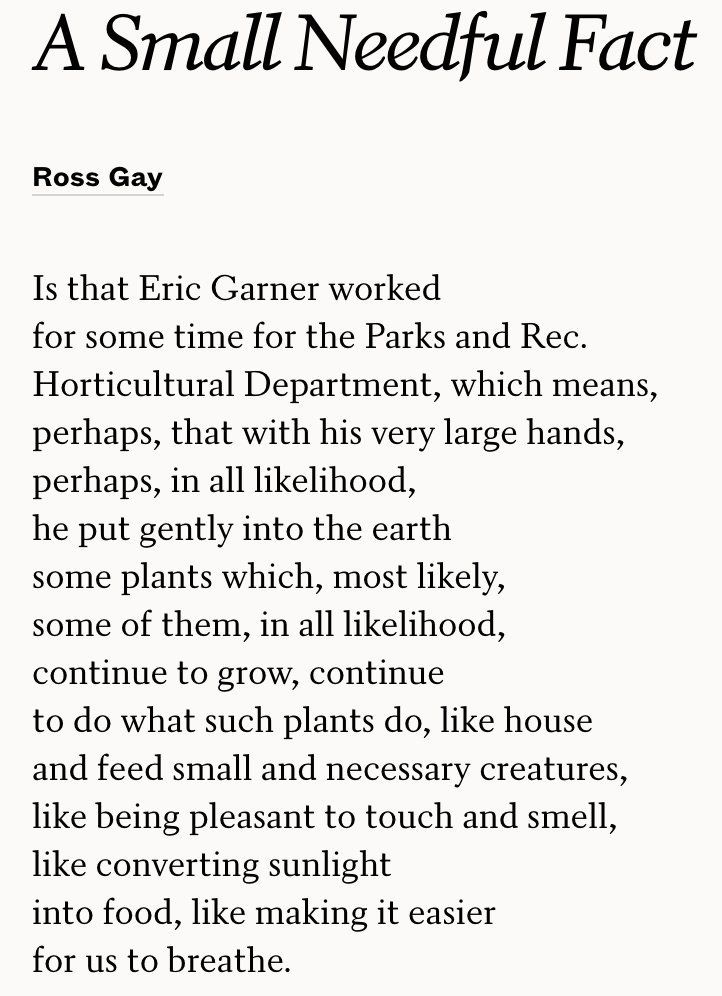 A Small Needful Fact
Ross Gay
Is that Eric Garner worked
for some time for the Parks and Rec.
Horticultural Department, which means,
perhaps, that with his very large hands,
perhaps, in all likelihood,
he put gently into the earth
some plants which, most likely,
some of them, in all likelihood,
continue to grow, continue
to do what such plants do, like house
and feed small and necessary creatures,
like being pleasant to touch and smell,
like converting sunlight
into food, like making it easier
for us to breathe.